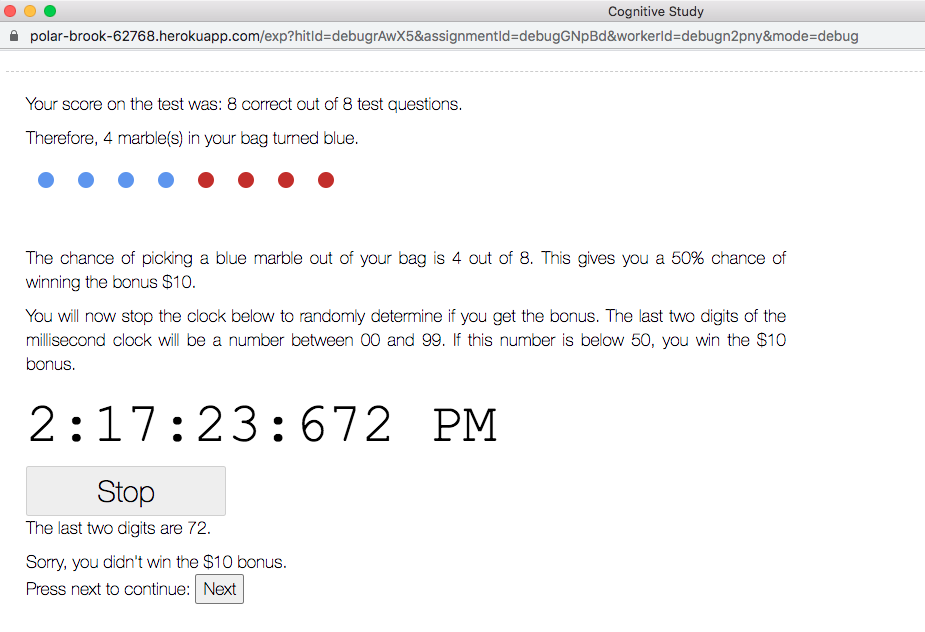 Cognitive Study
polar-brook-62768.herokuapp.com/exp?hitId=debugrAwX5&assignmentId=debugGNpBd&workerId=debugn2pny&mode=debug
Your score on the test was: 8 correct out of 8 test questions.
Therefore, 4 marble(s) in your bag turned blue.
The chance of picking a blue marble out of your bag is 4 out of 8. This gives you a 50% chance of
winning the bonus $10.
You will now stop the clock below to randomly determine if you get the bonus. The last two digits of the
millisecond clock will be a number between 00 and 99. If this number is below 50, you win the $10
bonus.
2:17:23:672 PM
Stop
The last two digits are 72.
Sorry, you didn't win the $10 bonus.
Press next to continue: Next